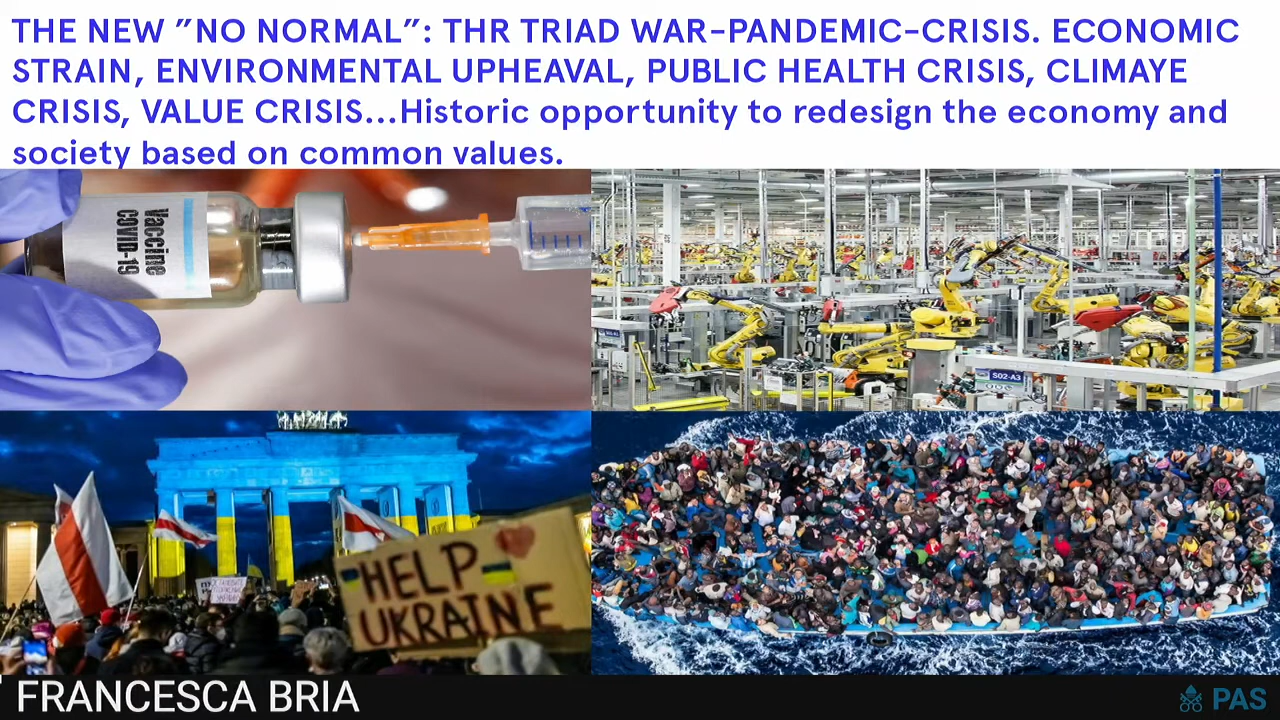 THE NEW ”NO NORMAL”: THR TRIAD WAR-PANDEMIC-CRISIS. ECONOMIC
STRAIN, ENVIRONMENTAL UPHEAVAL, PUBLIC HEALTH CRISIS, CLIMAYE
CRISIS, VALUE CRISIS...Historic opportunity to redesign the economy and
society based on common values.
Vaccine
COVID-19
S02-A3
HELP
UKRAINE
FRANCESCA BRIA
PAS